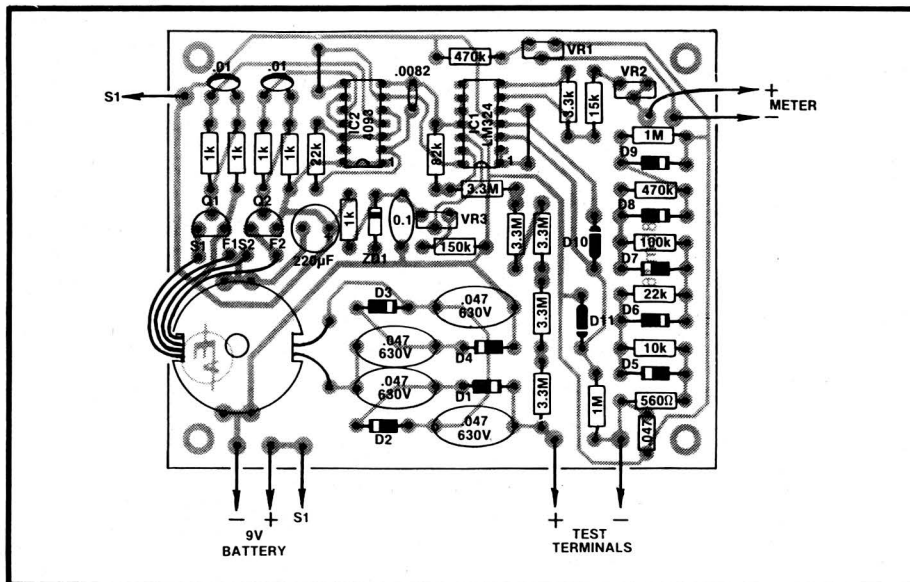 470k
VR1
.01
.01
.0082
VR2
+
S1
METER
-
3.3k
15k
IC2
4093
IC1
LM324
1M
D9
1k
1k
1k
1k
22k
82k
1
1
3.3M
470k
D8
Q1
Q2
1k
0.1
VR3
3.3M
3.3M
D10
100k
S1
F1
S2
F2
+
220μF
ZD1
150k
D7
D3
.047
630V
3.3M
22k
D11
D6
Ev
.047
630V
D4
10k
.047
630V
D1
3.3M
D5
1M
560Ω
D2
.047
630V
.047
-
+
S1
+
-
9V
BATTERY
TEST
TERMINALS